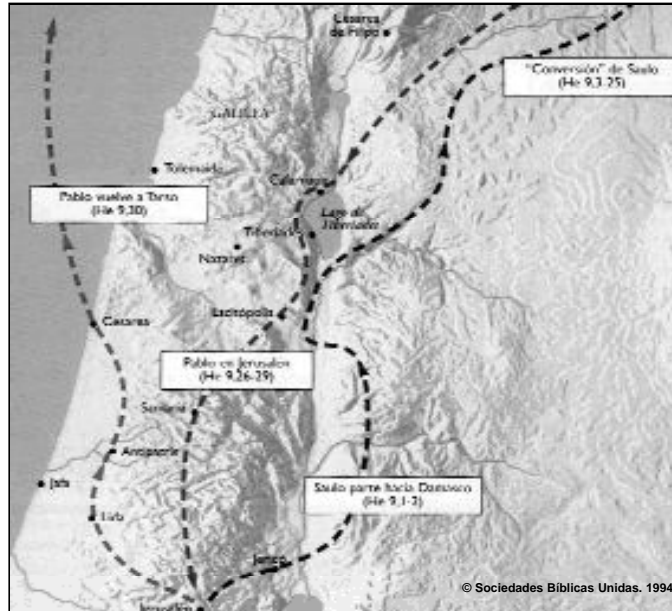 Cesarea
de Filipo
"Conversión" de Saulo
(He 9,3-25)
GALILEA
Tolemaida
Cafarnaum
Pablo vuelve a Tarso
(He 9,30)
Lago de
Tiberíades
Tiberíades
Nazaret
Escitópolis
Cesarea
Pablo en Jerusalén
(He 9,26-29)
Samaria
Antípatris
Saulo parte hacia Damasco
(He 9,1-2)
Jafa
Lida
Jericó
Jerusalén
© Sociedades Bíblicas Unidas. 1994